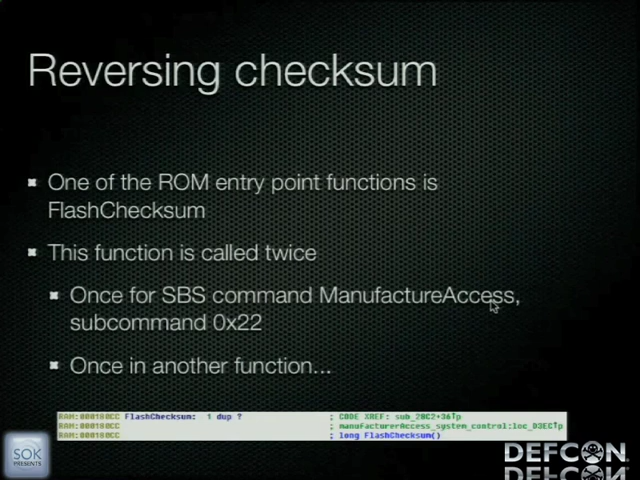 Reversing checksum
One of the ROM entry point functions is
FlashChecksum
This function is called twice
Once for SBS command ManufactureAccess,
subcommand 0x22
Once in another function...
RAM:000180CC FlashChecksum: 1 dup ? ; CODE XREF: sub_28C2+36↑p
RAM:000180CC ; manufacturerAccess_system_control:loc_D3EC↑p
RAM:000180CC ; long FlashChecksum()
SOK
PRESENTS
DEFCON